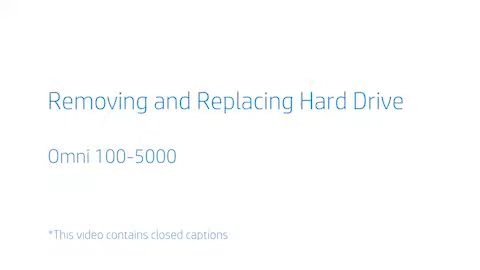 Removing and Replacing Hard Drive
Omni 100-5000
*This video contains closed captions